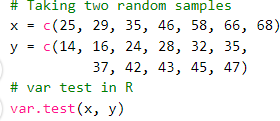 # Taking two random samples
x = c(25, 29, 35, 46, 58, 66, 68)
y = c(14, 16, 24, 28, 32, 35,
37, 42, 43, 45, 47)
# var test in R
var.test(x, y)